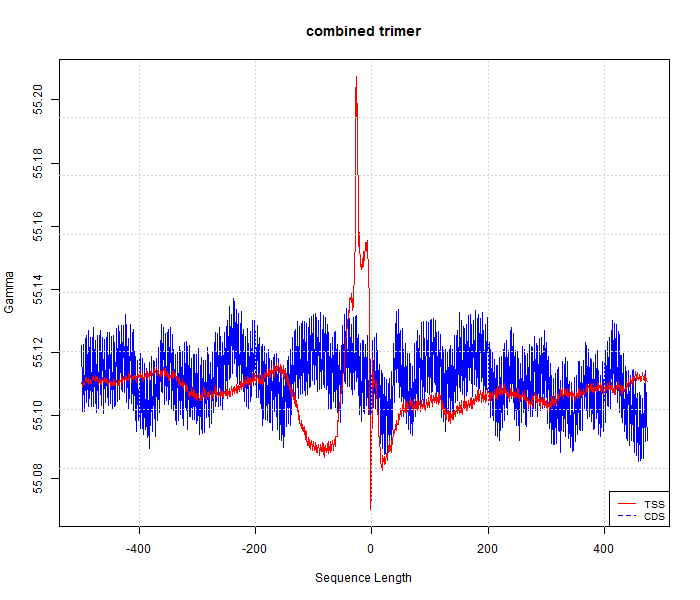 combined trimer
Gamma
55.20
55.18
55.16
55.14
55.12
55.10
55.08
TSS
CDS
-400
-200
0
200
400
Sequence Length